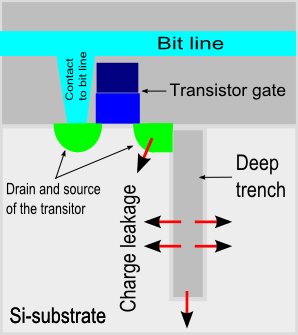 Bit line
Contact
to bit line
Transistor gate
Drain and source
of the transitor
Charge leakage
Deep
trench
Si-substrate